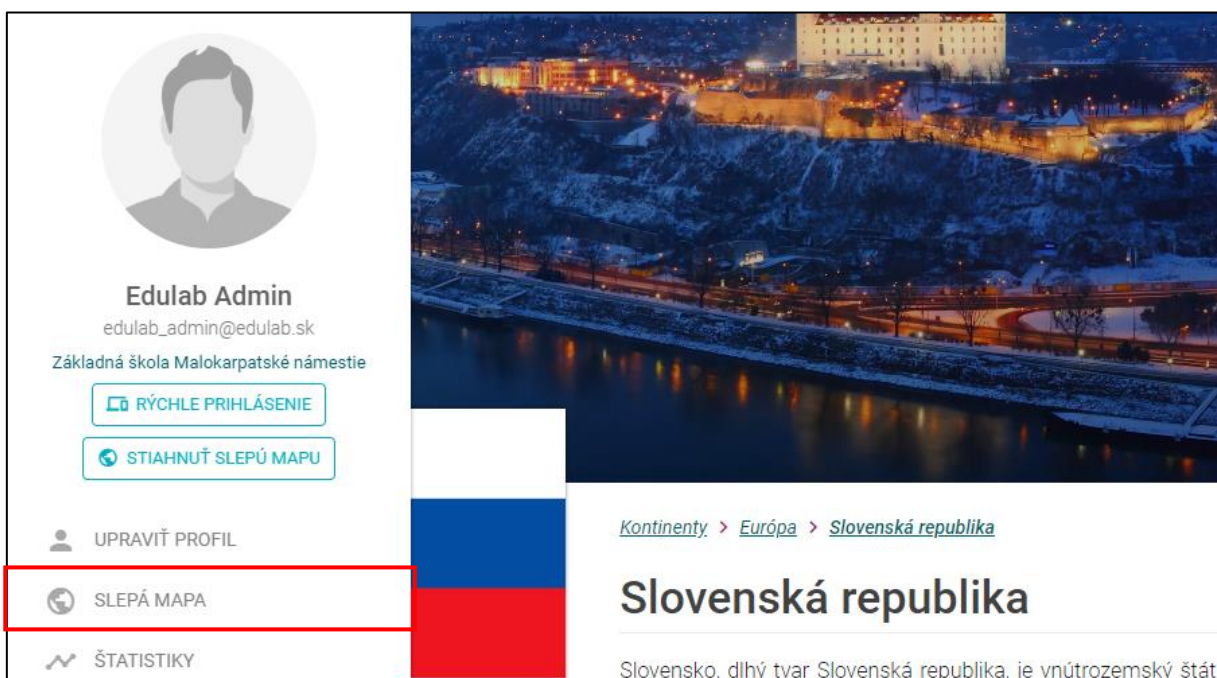 Edulab Admin
edulab_admin@edulab.sk
Základná škola Malokarpatské námestie
RÝCHLE PRIHLÁSENIE
STIAHNUŤ SLEPÚ MAPU
UPRAVIŤ PROFIL
SLEPÁ MAPA
ŠTATISTIKY
Kontinenty > Európa > Slovenská republika
Slovenská republika
Slovensko, dlhý tvar Slovenská republika, je vnútrozemský štát